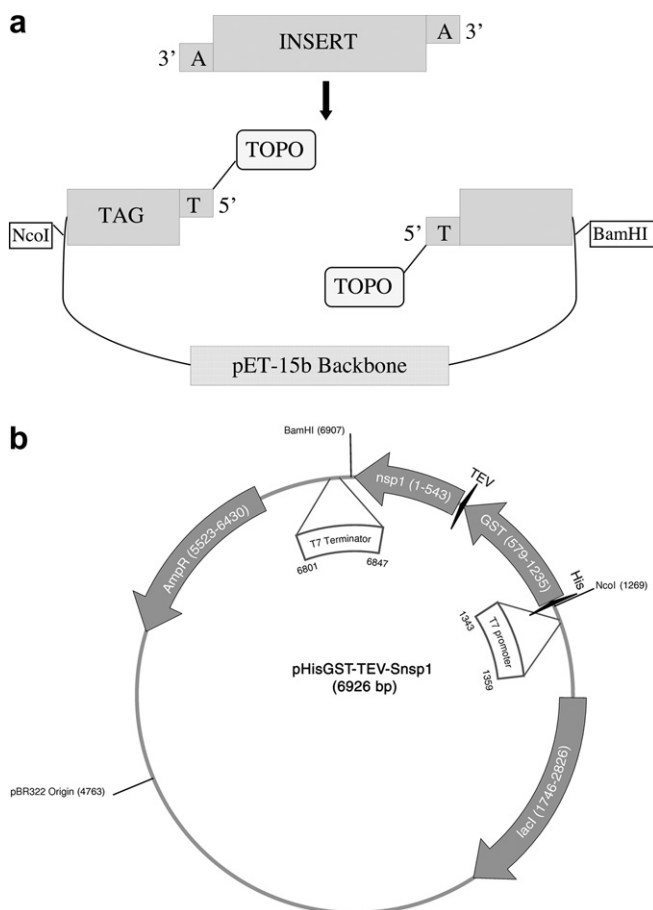 a
3' A INSERT A 3'
TOPO
TAG T 5'
5' T
NcoI
BamHI
TOPO
pET-15b Backbone
b
BamHI (6907)
nsp1 (1-543)
TEV
GST (579-1235)
His
NcoI (1269)
T7 Terminator
6801
6847
AmpR (5523-6430)
1343
T7 promoter
1359
pHisGST-TEV-Snsp1
(6926 bp)
pBR322 Origin (4763)
lacI (1746-2826)